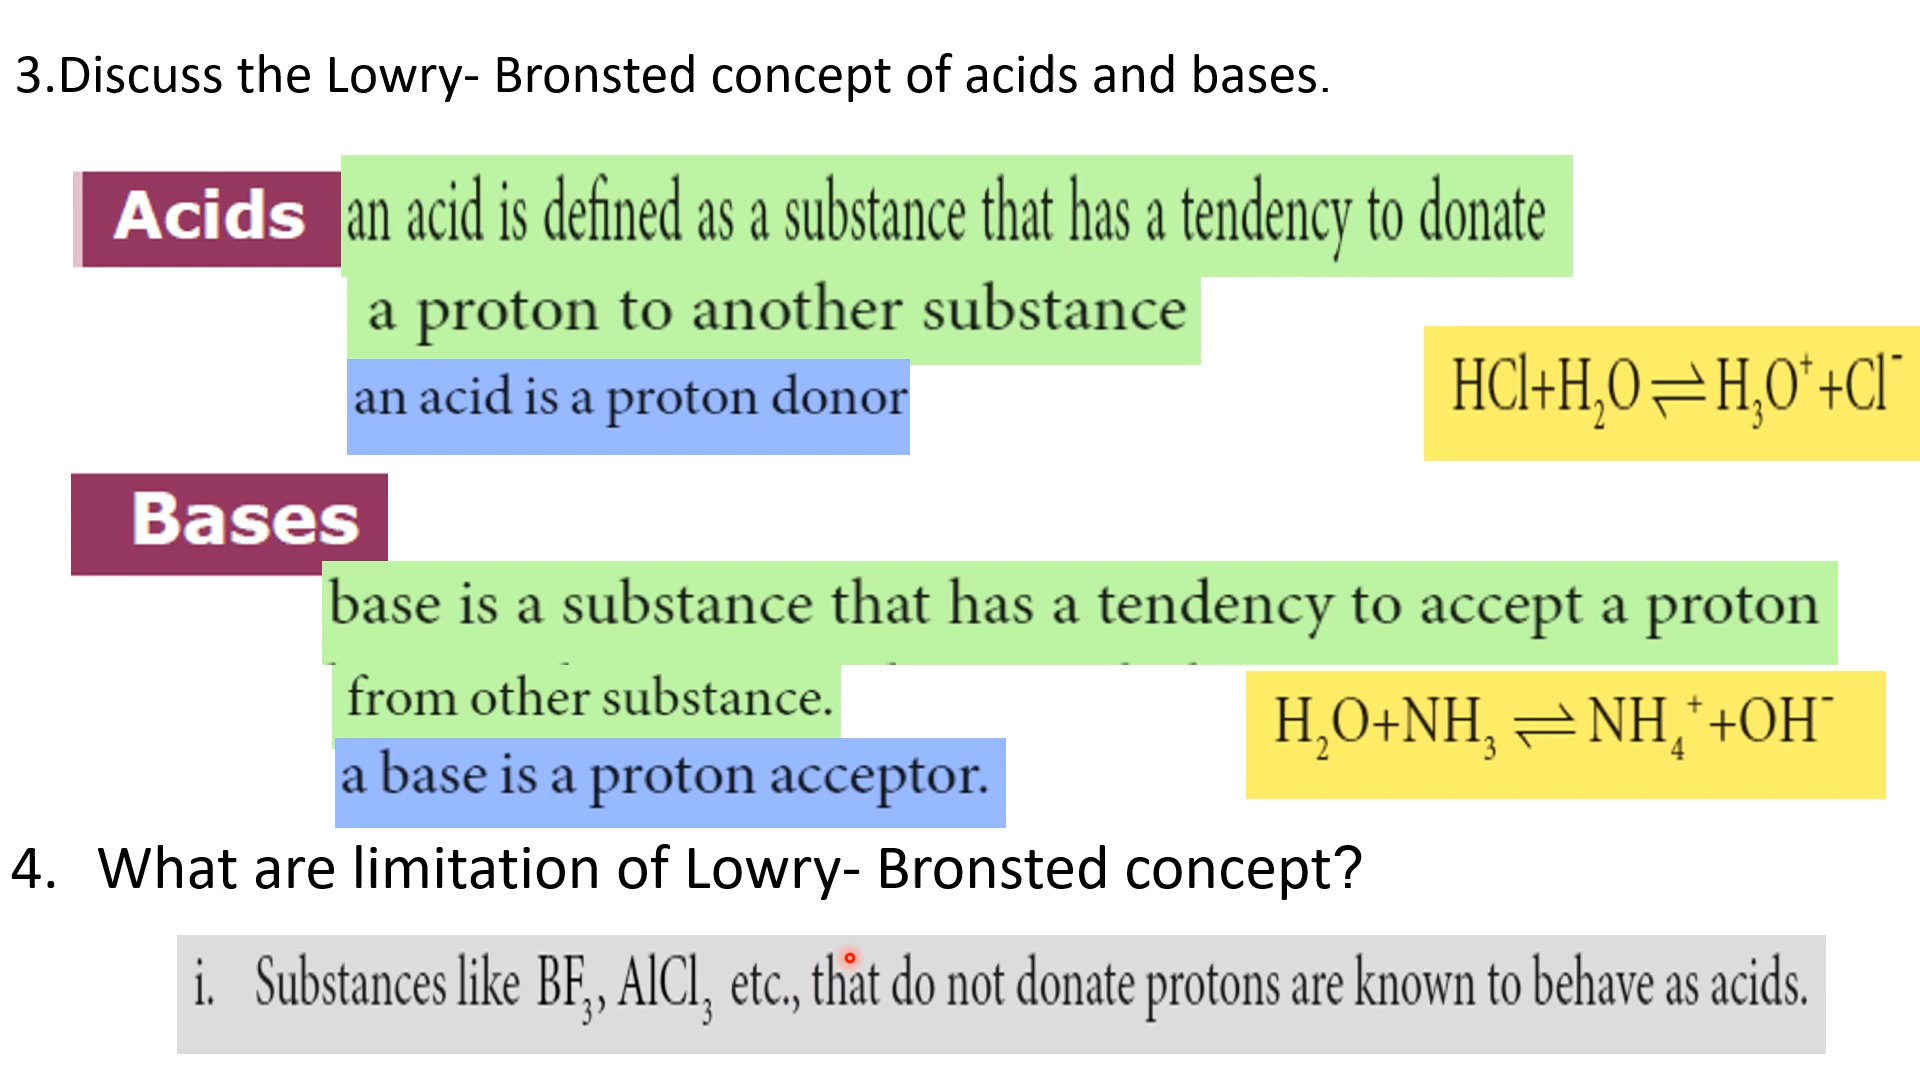 3.Discuss the Lowry- Bronsted concept of acids and bases.
Acids an acid is defined as a substance that has a tendency to donate
a proton to another substance
an acid is a proton donor
HCl+H₂O⇌H₃O⁺+Cl⁻
Bases
base is a substance that has a tendency to accept a proton
from other substance.
H₂O+NH₃⇌NH₄⁺+OH⁻
a base is a proton acceptor.
4. What are limitation of Lowry- Bronsted concept?
i. Substances like BF₃, AlCl₃ etc., that do not donate protons are known to behave as acids.